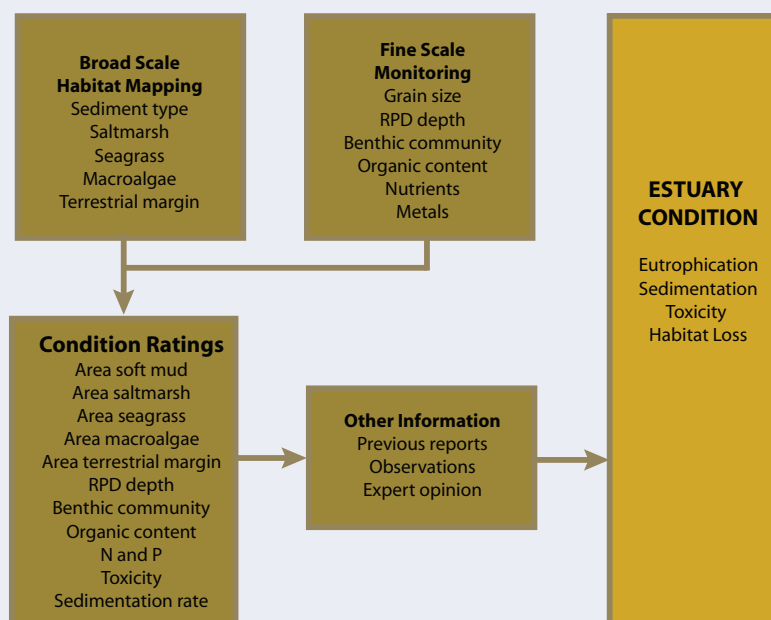 Broad Scale
Habitat Mapping
Sediment type
Saltmarsh
Seagrass
Macroalgae
Terrestrial margin
Fine Scale
Monitoring
Grain size
RPD depth
Benthic community
Organic content
Nutrients
Metals
Condition Ratings
Area soft mud
Area saltmarsh
Area seagrass
Area macroalgae
Area terrestrial margin
RPD depth
Benthic community
Organic content
N and P
Toxicity
Sedimentation rate
Other Information
Previous reports
Observations
Expert opinion
ESTUARY
CONDITION
Eutrophication
Sedimentation
Toxicity
Habitat Loss